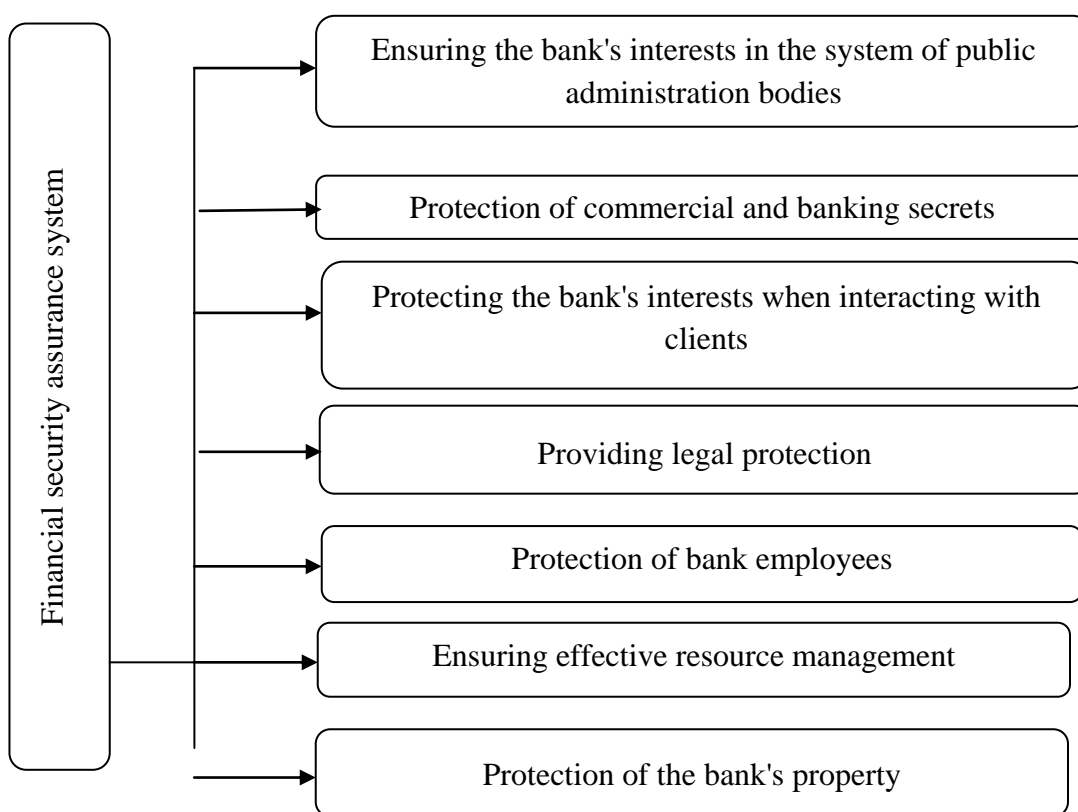 Financial security assurance system
Ensuring the bank's interests in the system of public
administration bodies
Protection of commercial and banking secrets
Protecting the bank's interests when interacting with
clients
Providing legal protection
Protection of bank employees
Ensuring effective resource management
Protection of the bank's property